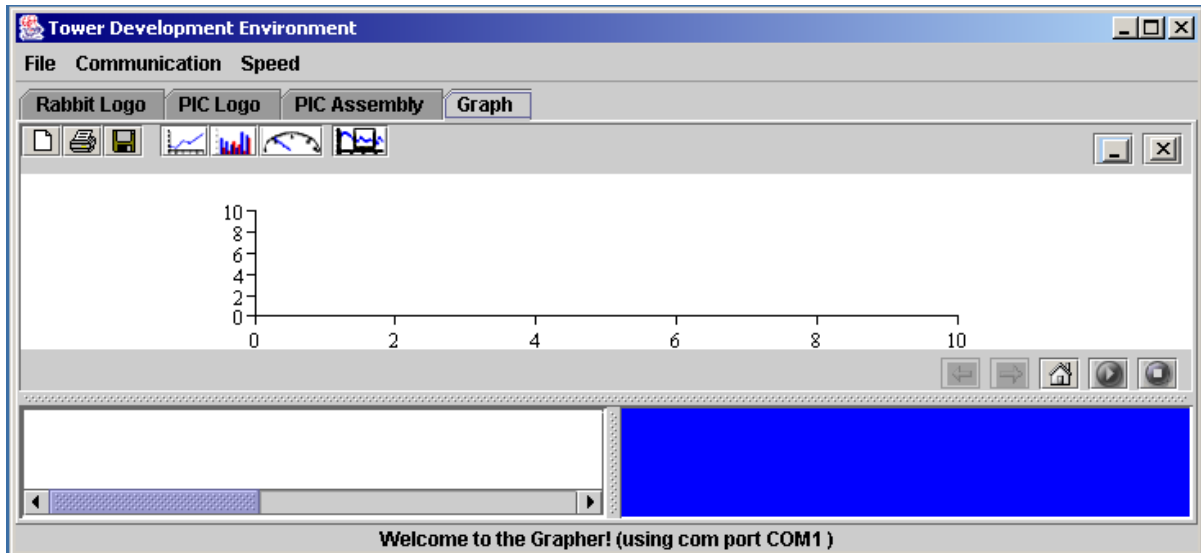 Tower Development Environment
File Communication Speed
Rabbit Logo PIC Logo PIC Assembly Graph
10
8
6
4
2
0
0 2 4 6 8 10
Welcome to the Grapher! (using com port COM1 )